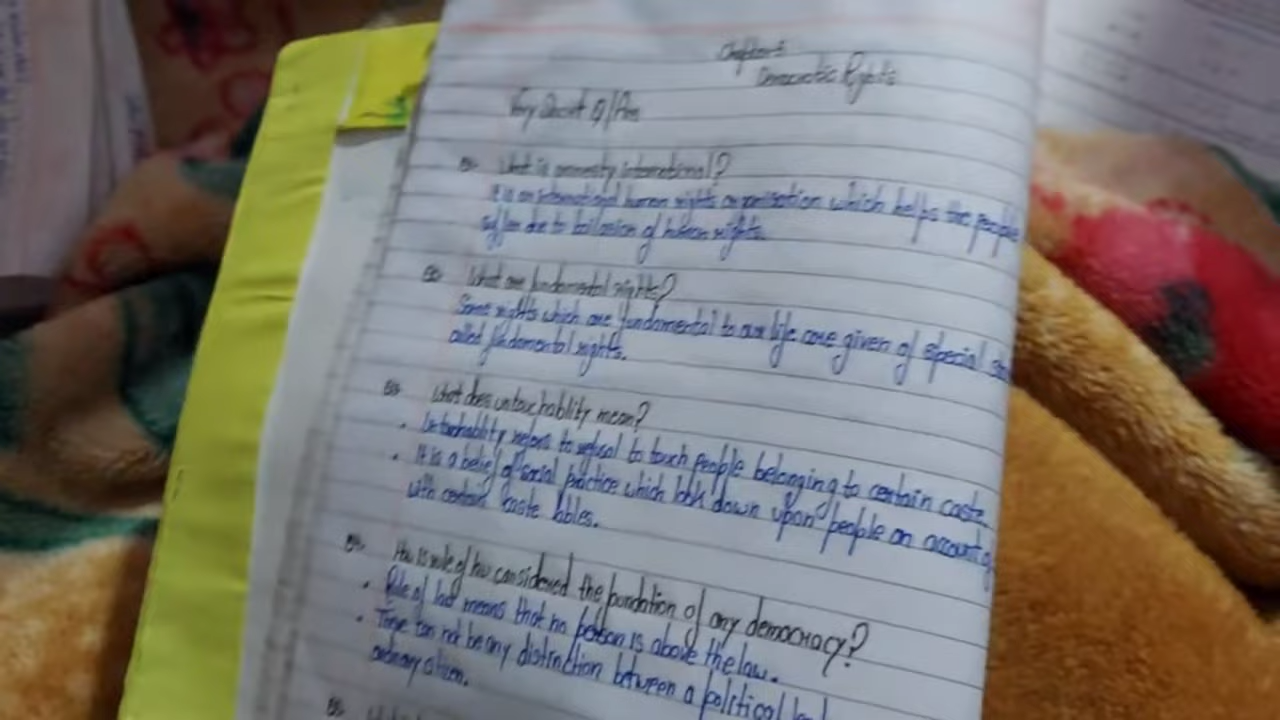 Chapter
Democratic Rights
Very Short Q/Ans
What is amnesty international?
It is an international human rights organisation which helps the people
suffer due to of human rights.
What are fundamental rights?
Some rights which are fundamental to our life are given of special
called fundamental rights.
What does untouchablity mean?
• Untouchability refers to refusal to touch people belonging to certain caste.
• It is a belief of social practice which look down upon people on account
with certain caste lables.
How is rule of law considered the foundation of any democracy?
• Rule of law means that no person is above the law.
• There can not be any distinction between a political
ordinary citizen.